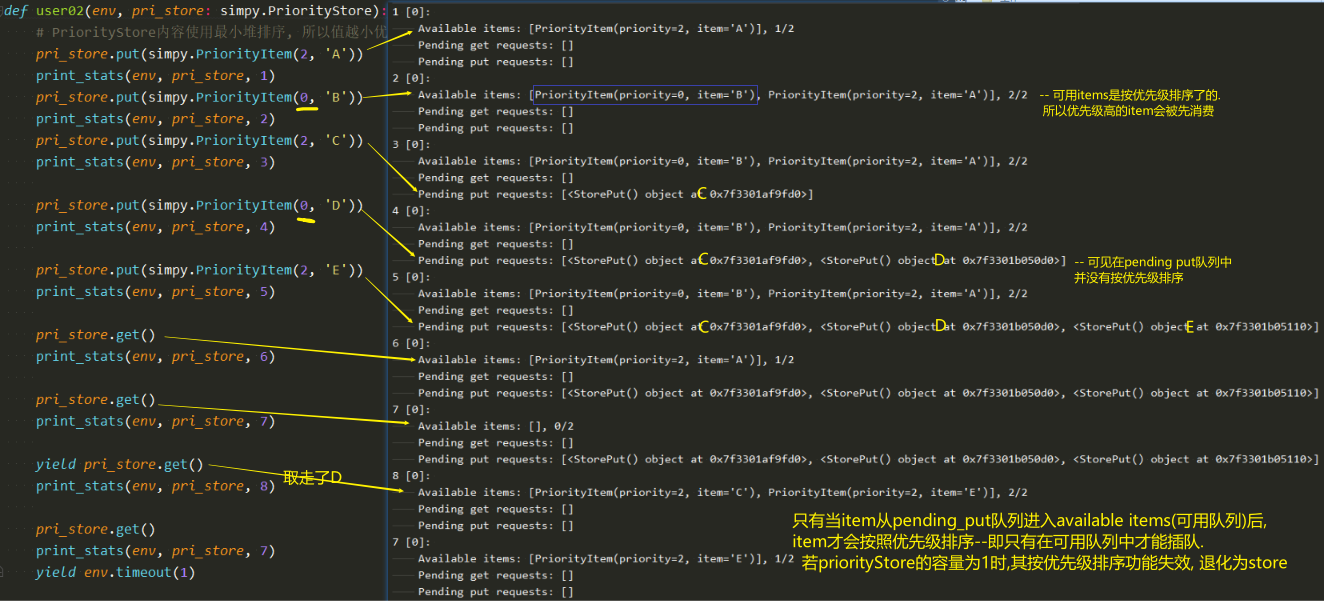 def user02(env, pri_store: simpy.PriorityStore):
# PriorityStore内容使用最小堆排序, 所以值越小优
pri_store.put(simpy.PriorityItem(2, 'A'))
print_stats(env, pri_store, 1)
pri_store.put(simpy.PriorityItem(0, 'B'))
print_stats(env, pri_store, 2)
pri_store.put(simpy.PriorityItem(2, 'C'))
print_stats(env, pri_store, 3)
pri_store.put(simpy.PriorityItem(0, 'D'))
print_stats(env, pri_store, 4)
pri_store.put(simpy.PriorityItem(2, 'E'))
print_stats(env, pri_store, 5)
pri_store.get()
print_stats(env, pri_store, 6)
pri_store.get()
print_stats(env, pri_store, 7)
yield pri_store.get()
取走了D
print_stats(env, pri_store, 8)
pri_store.get()
print_stats(env, pri_store, 7)
yield env.timeout(1)
1 [0]:
Available items: [PriorityItem(priority=2, item='A')], 1/2
Pending get requests: []
Pending put requests: []
2 [0]:
Available items: [PriorityItem(priority=0, item='B'), PriorityItem(priority=2, item='A')], 2/2
-- 可用items是按优先级排序了的.
所以优先级高的item会被先消费
Pending get requests: []
Pending put requests: []
3 [0]:
Available items: [PriorityItem(priority=0, item='B'), PriorityItem(priority=2, item='A')], 2/2
Pending get requests: []
Pending put requests: [<StorePut() object at C 0x7f3301af9fd0>]
4 [0]:
Available items: [PriorityItem(priority=0, item='B'), PriorityItem(priority=2, item='A')], 2/2
Pending get requests: []
Pending put requests: [<StorePut() object at C 0x7f3301af9fd0>, <StorePut() object D at 0x7f3301b050d0>]
-- 可见在pending put队列中
并没有按优先级排序
5 [0]:
Available items: [PriorityItem(priority=0, item='B'), PriorityItem(priority=2, item='A')], 2/2
Pending get requests: []
Pending put requests: [<StorePut() object at C 0x7f3301af9fd0>, <StorePut() object D at 0x7f3301b050d0>, <StorePut() object E at 0x7f3301b05110>]
6 [0]:
Available items: [PriorityItem(priority=2, item='A')], 1/2
Pending get requests: []
Pending put requests: [<StorePut() object at 0x7f3301af9fd0>, <StorePut() object at 0x7f3301b050d0>, <StorePut() object at 0x7f3301b05110>]
7 [0]:
Available items: [], 0/2
Pending get requests: []
Pending put requests: [<StorePut() object at 0x7f3301af9fd0>, <StorePut() object at 0x7f3301b050d0>, <StorePut() object at 0x7f3301b05110>]
8 [0]:
Available items: [PriorityItem(priority=2, item='C'), PriorityItem(priority=2, item='E')], 2/2
Pending get requests: []
Pending put requests: []
7 [0]:
Available items: [PriorityItem(priority=2, item='E')], 1/2
Pending get requests: []
Pending put requests: []
只有当item从pending_put队列进入available items(可用队列)后,
item才会按照优先级排序--即只有在可用队列中才能插队.
若priorityStore的容量为1时,其按优先级排序功能失效, 退化为store